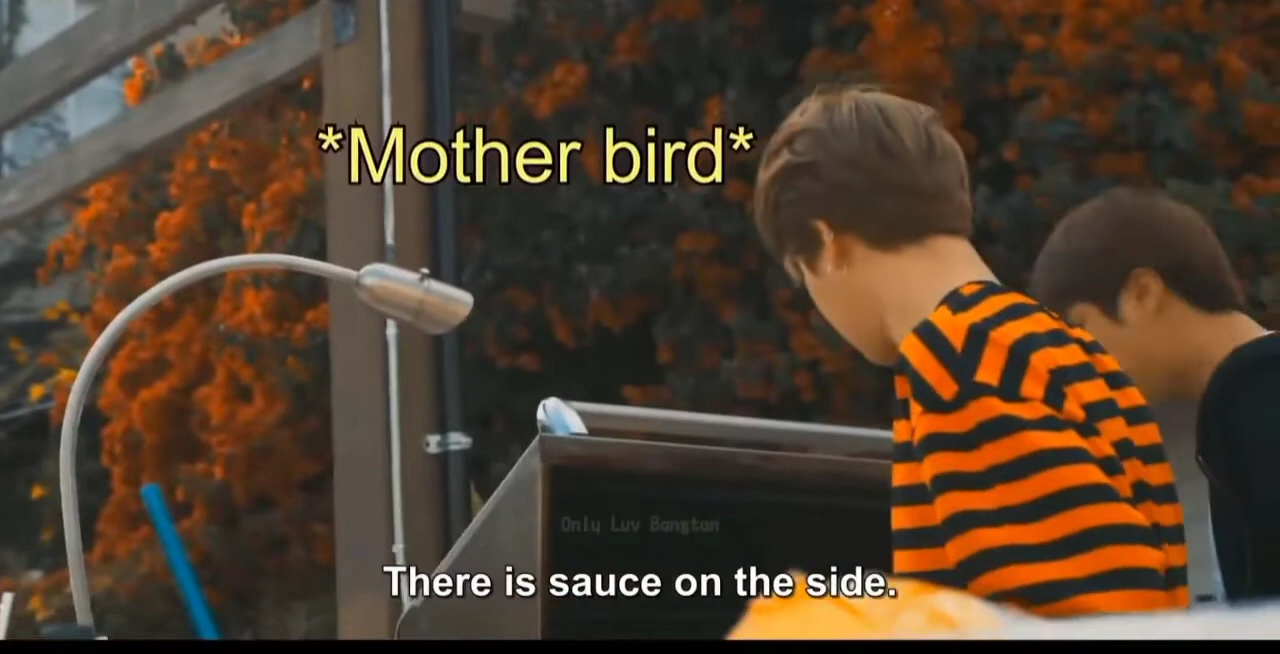 *Mother bird*
Only Luv Bangtan
There is sauce on the side.